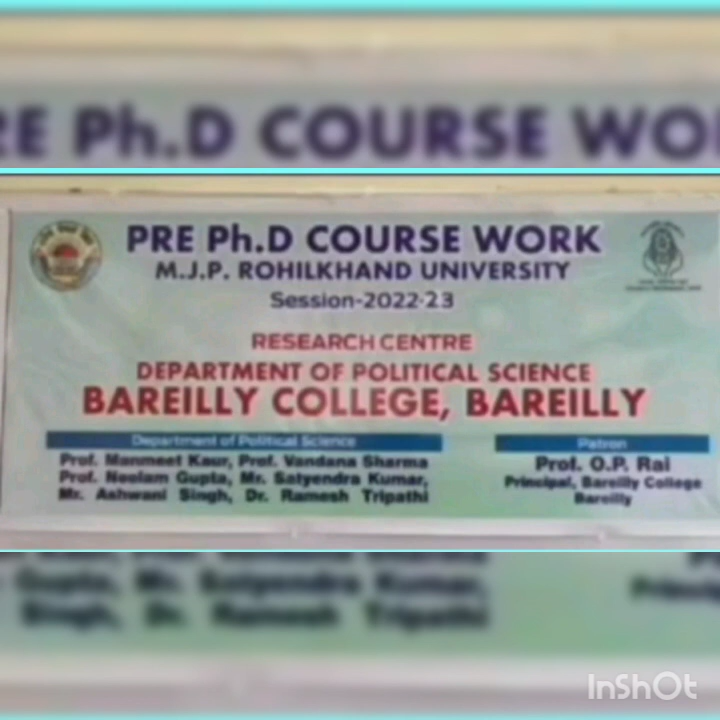 RE Ph.D COURSE WO
PRE Ph.D COURSE WORK
M.J.P. ROHILKHAND UNIVERSITY
Session-2022-23
RESEARCH CENTRE
DEPARTMENT OF POLITICAL SCIENCE
BAREILLY COLLEGE, BAREILLY
Department of Political Science
Prof. Manmeet Kaur, Prof. Vandana Sharma
Prof. Neelam Gupta, Mr. Satyendra Kumar,
Mr. Ashwani Singh, Dr. Ramesh Tripathi
Patron
Prof. O.P. Rai
Principal, Bareilly College
Bareilly
Gupta, Mr. Satyendra Kumar,
Singh, Dr. Ramesh Tripathi
InShOt